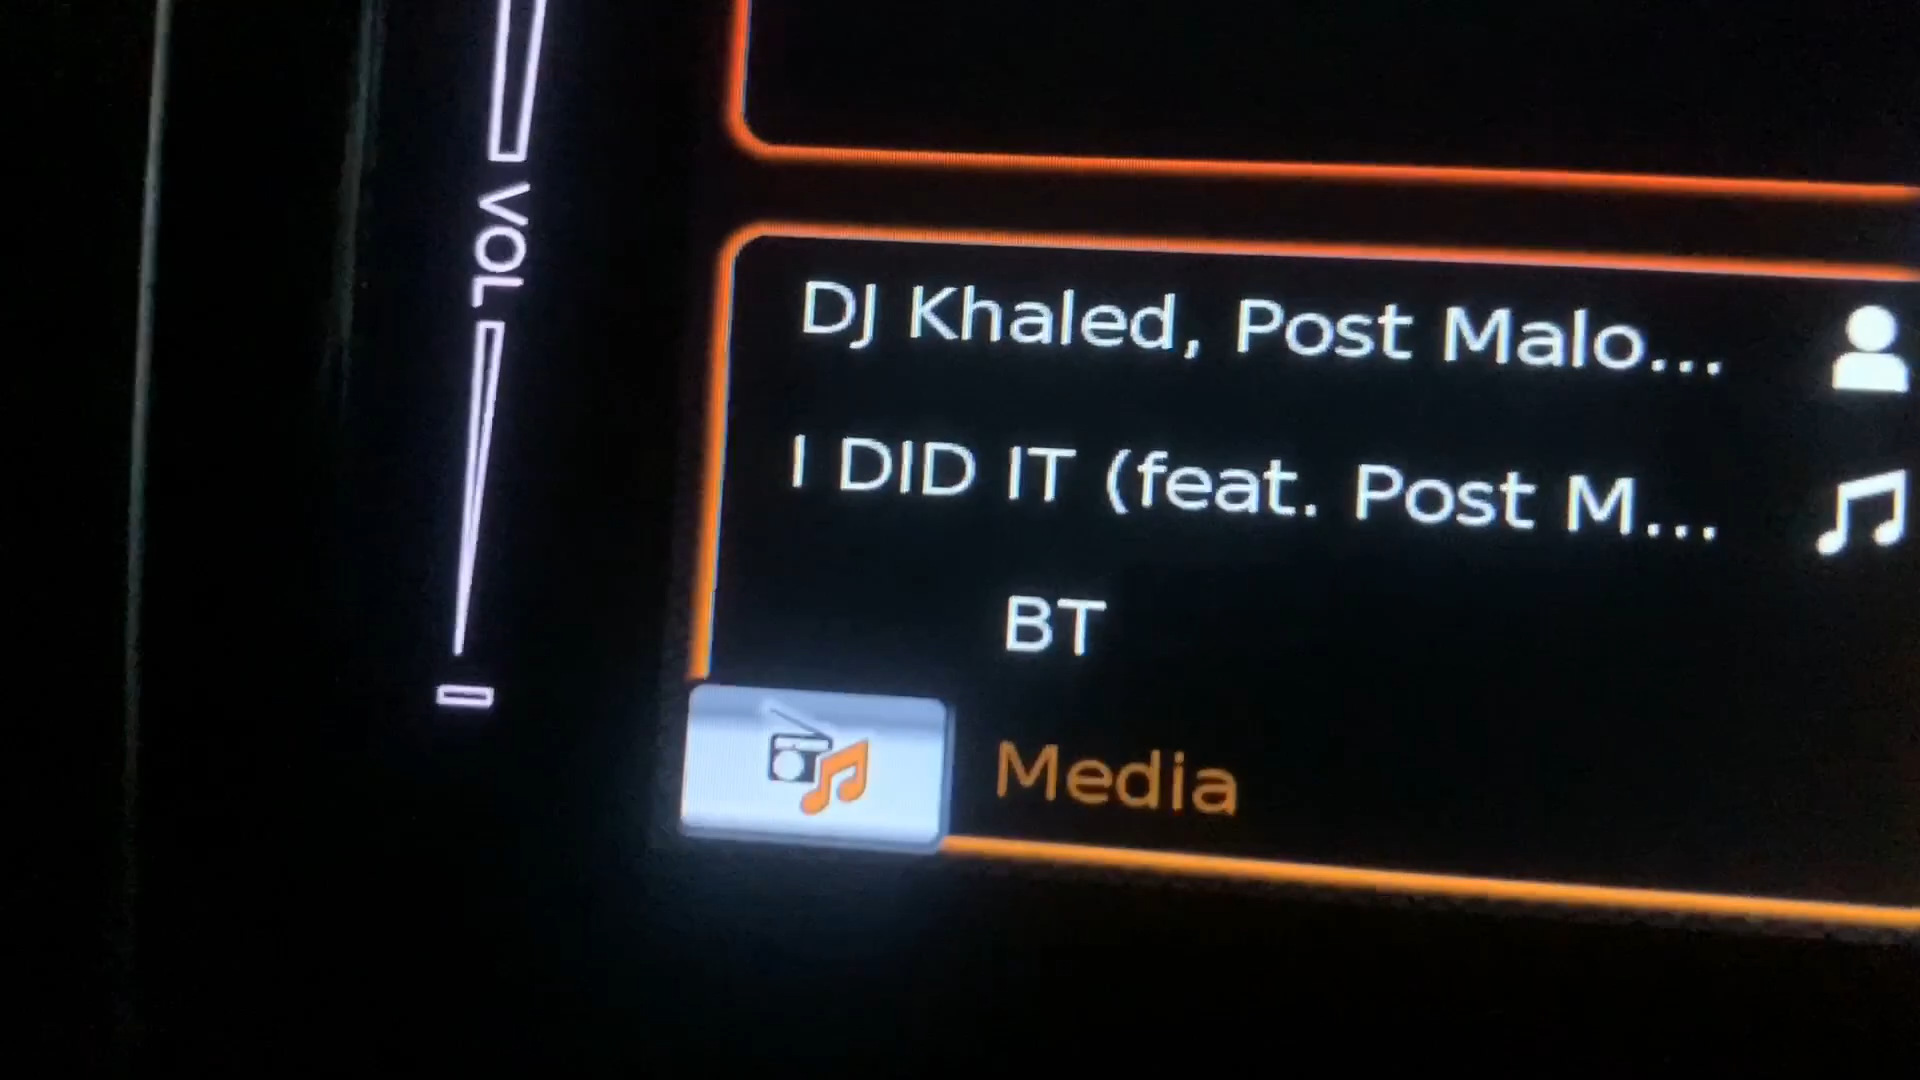 VOL
DJ Khaled, Post Malo...
I DID IT (feat. Post M...
BT
Media